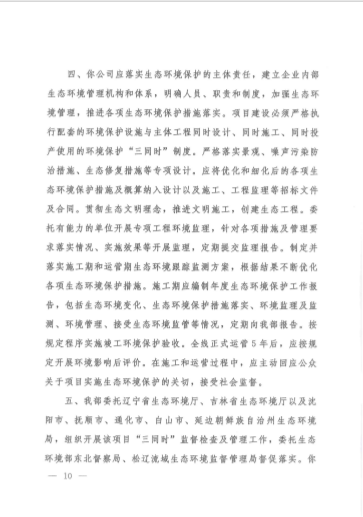 四、你公司应落实生态环境保护的主体责任，建立企业内部
生态环境管理机构和体系，明确人员、职责和制度，加强生态环
境管理，推进各项生态环境保护措施落实。项目建设必须严格执
行配套的环境保护设施与主体工程同时设计、同时施工、同时投
产使用的环境保护“三同时”制度。严格落实景观、噪声污染防
治措施、生态修复措施等专项设计。应将优化和细化后的各项生
态环境保护措施及概算纳入设计以及施工、工程监理等招标文件
及合同。贯彻生态文明理念，推进文明施工，创建生态工程。委
托有能力的单位开展专项工程环境监理，针对各项措施及管理要
求落实情况、实施效果等开展监理，定期提交监理报告。制定并
落实施工期和运营期生态环境跟踪监测方案，根据结果不断优化
各项生态环境保护措施。施工期应编制年度生态环境保护工作报
告，包括生态环境变化、生态环境保护措施落实、环境监理及监
测、环境管理、接受生态环境监管等情况，定期向我部报告。按
规定程序实施竣工环境保护验收。全线正式运营5年后，应按规
定开展环境影响后评价。在施工和运营过程中，应主动回应公众
关于项目实施生态环境保护的关切，接受社会监督。
五、我部委托辽宁省生态环境厅、吉林省生态环境厅以及沈
阳市、抚顺市、通化市、白山市、延边朝鲜族自治州生态环境
局，组织开展该项目“三同时”监督检查及管理工作，委托生态
环境部东北督察局、松辽流域生态环境监督管理局督促落实。你
— 10 —